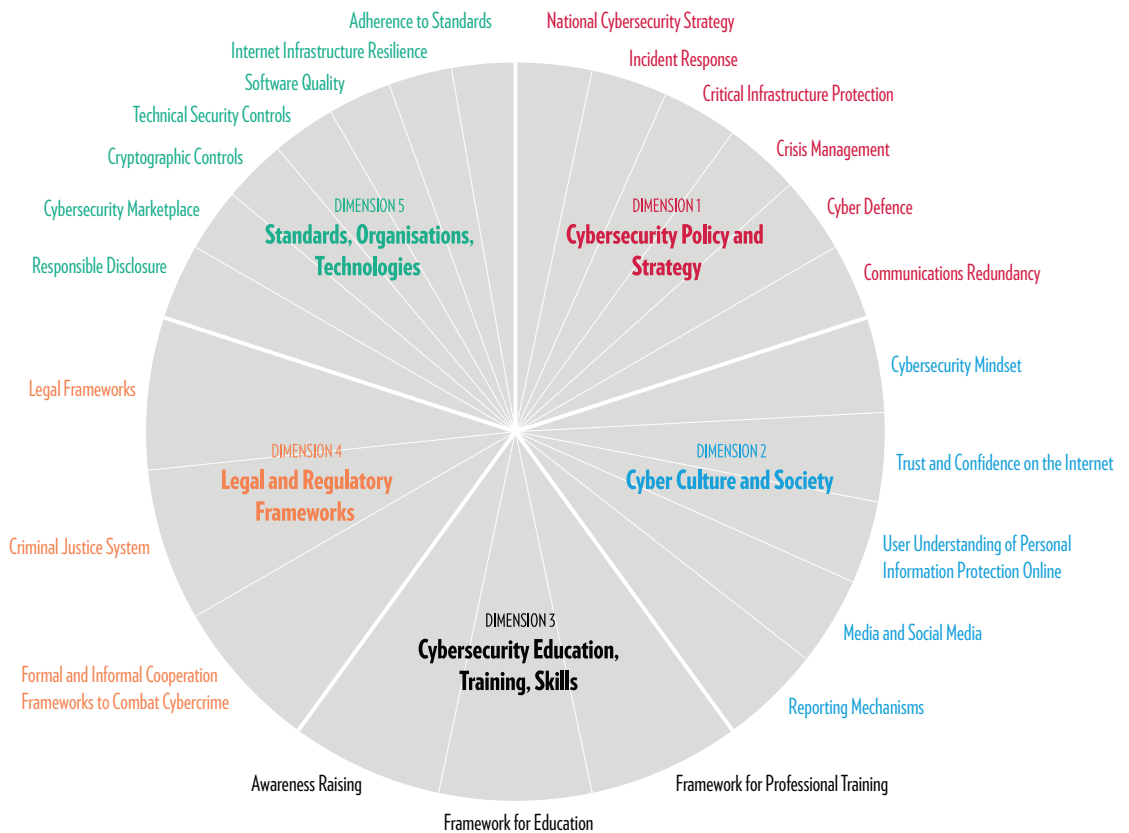 Adherence to Standards
National Cybersecurity Strategy
Internet Infrastructure Resilience
Incident Response
Software Quality
Critical Infrastructure Protection
Technical Security Controls
Crisis Management
Cryptographic Controls
Cybersecurity Marketplace
Cyber Defence
Responsible Disclosure
Communications Redundancy
DIMENSION 5
Standards, Organisations,
Technologies
DIMENSION 1
Cybersecurity Policy and
Strategy
Legal Frameworks
Cybersecurity Mindset
DIMENSION 4
Legal and Regulatory
Frameworks
DIMENSION 2
Cyber Culture and Society
Trust and Confidence on the Internet
Criminal Justice System
User Understanding of Personal
Information Protection Online
DIMENSION 3
Cybersecurity Education,
Training, Skills
Media and Social Media
Formal and Informal Cooperation
Frameworks to Combat Cybercrime
Reporting Mechanisms
Awareness Raising
Framework for Professional Training
Framework for Education